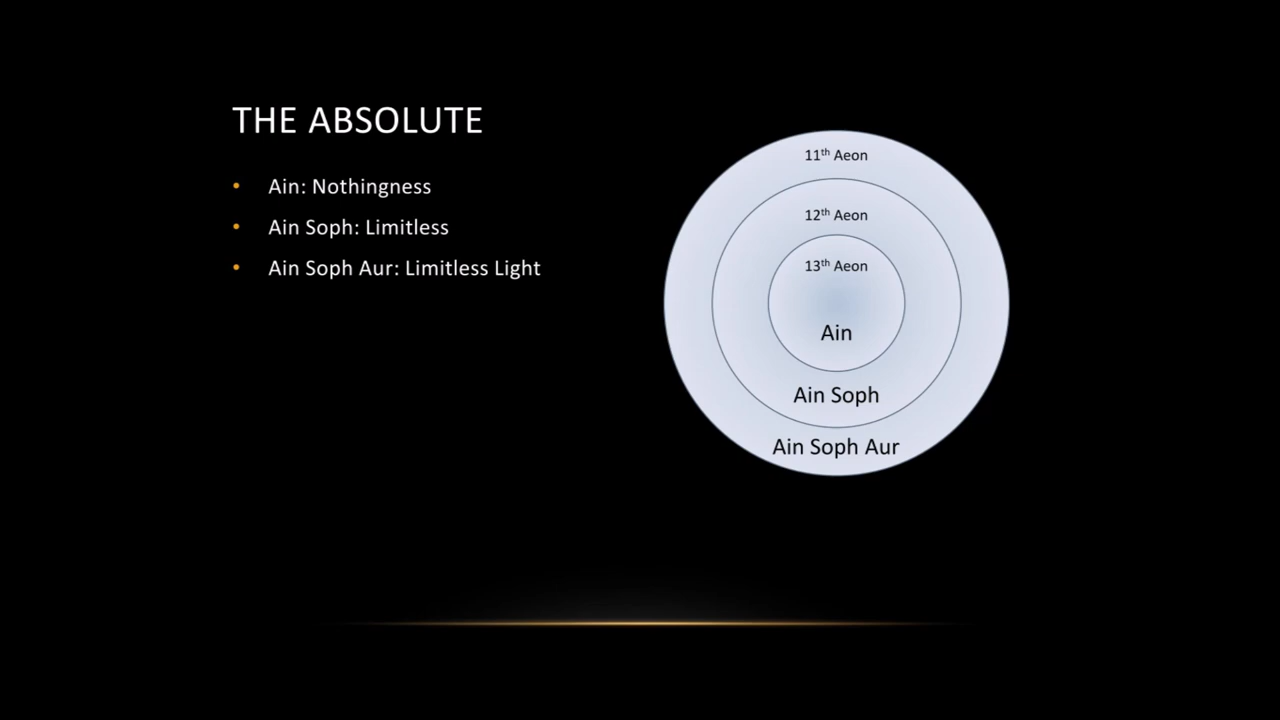 THE ABSOLUTE
• Ain: Nothingness
• Ain Soph: Limitless
• Ain Soph Aur: Limitless Light
11th Aeon
12th Aeon
13th Aeon
Ain
Ain Soph
Ain Soph Aur